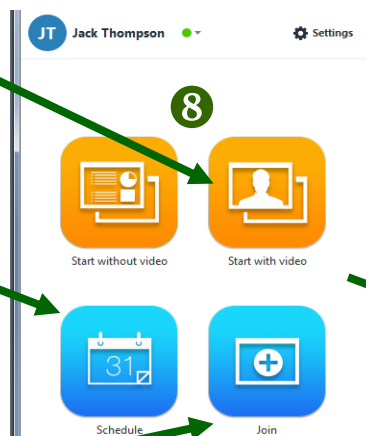 JT Jack Thompson Settings
8
Start without video Start with video
31
Schedule Join